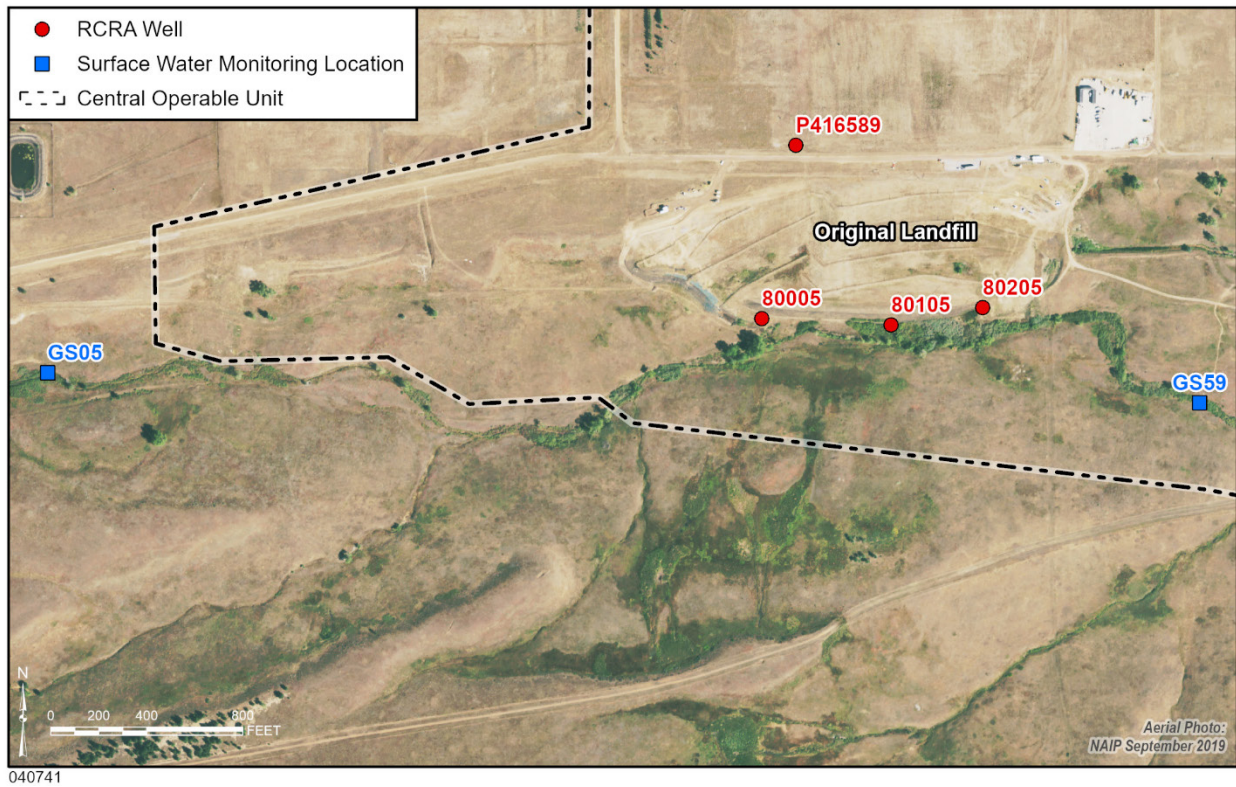 RCRA Well
Surface Water Monitoring Location
Central Operable Unit
P416589
Original Landfill
80205
80005
80105
GS05
GS59
N
0 200 400 800
FEET
Aerial Photo:
NAIP September 2019
040741